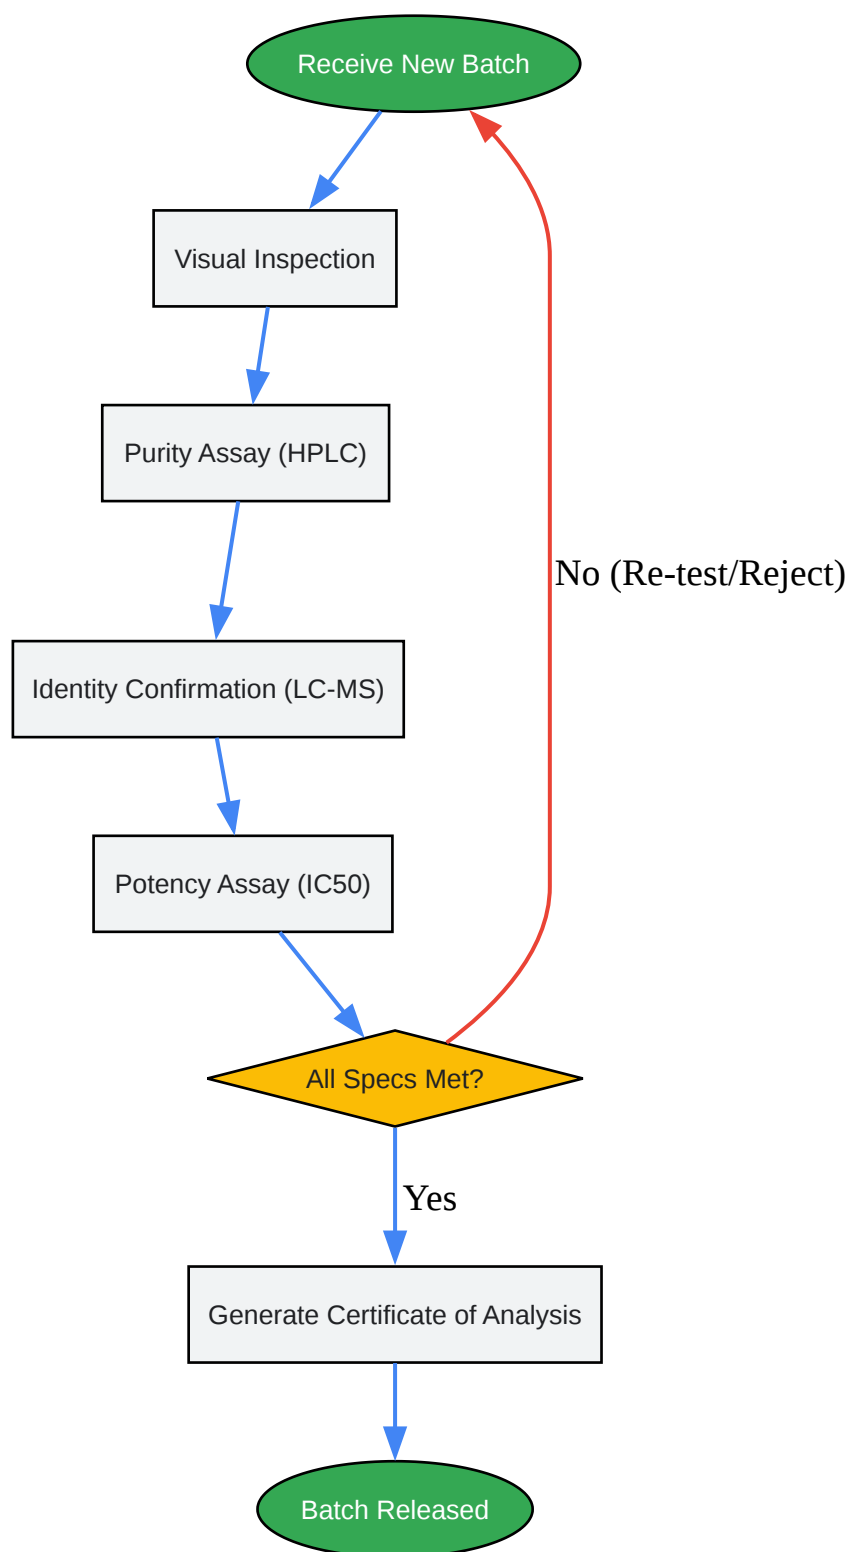 Receive New Batch
Visual Inspection
Purity Assay (HPLC)
No (Re-test/Reject)
Identity Confirmation (LC-MS)
Potency Assay (IC50)
All Specs Met?
Yes
Generate Certificate of Analysis
Batch Released